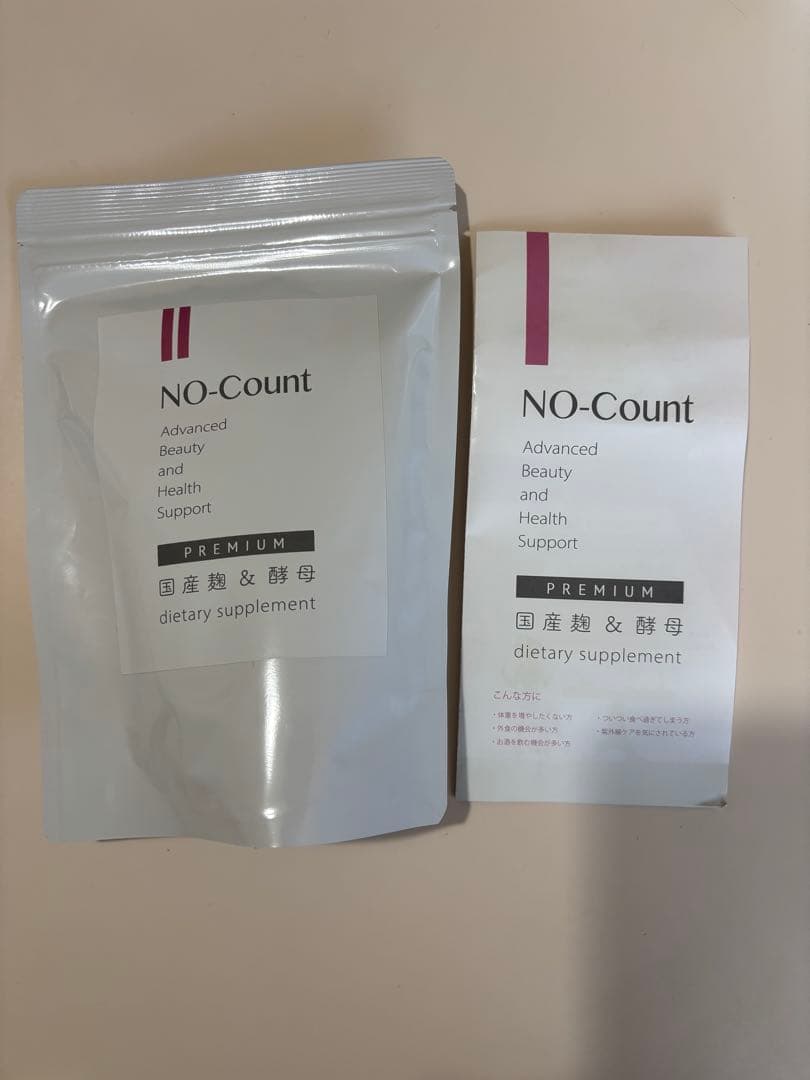 NO-Count
Advanced
Beauty
and
Health
Support
PREMIUM
国産麹 & 酵母
dietary supplement
NO-Count
Advanced
Beauty
and
Health
Support
PREMIUM
国産麹 & 酵母
dietary supplement
こんな方に
・体重を増やしたくない方
・外食の機会が多い方
・お酒を飲む機会が多い方
・ついつい食べ過ぎてしまう方
・紫外線ケアを気にされている方